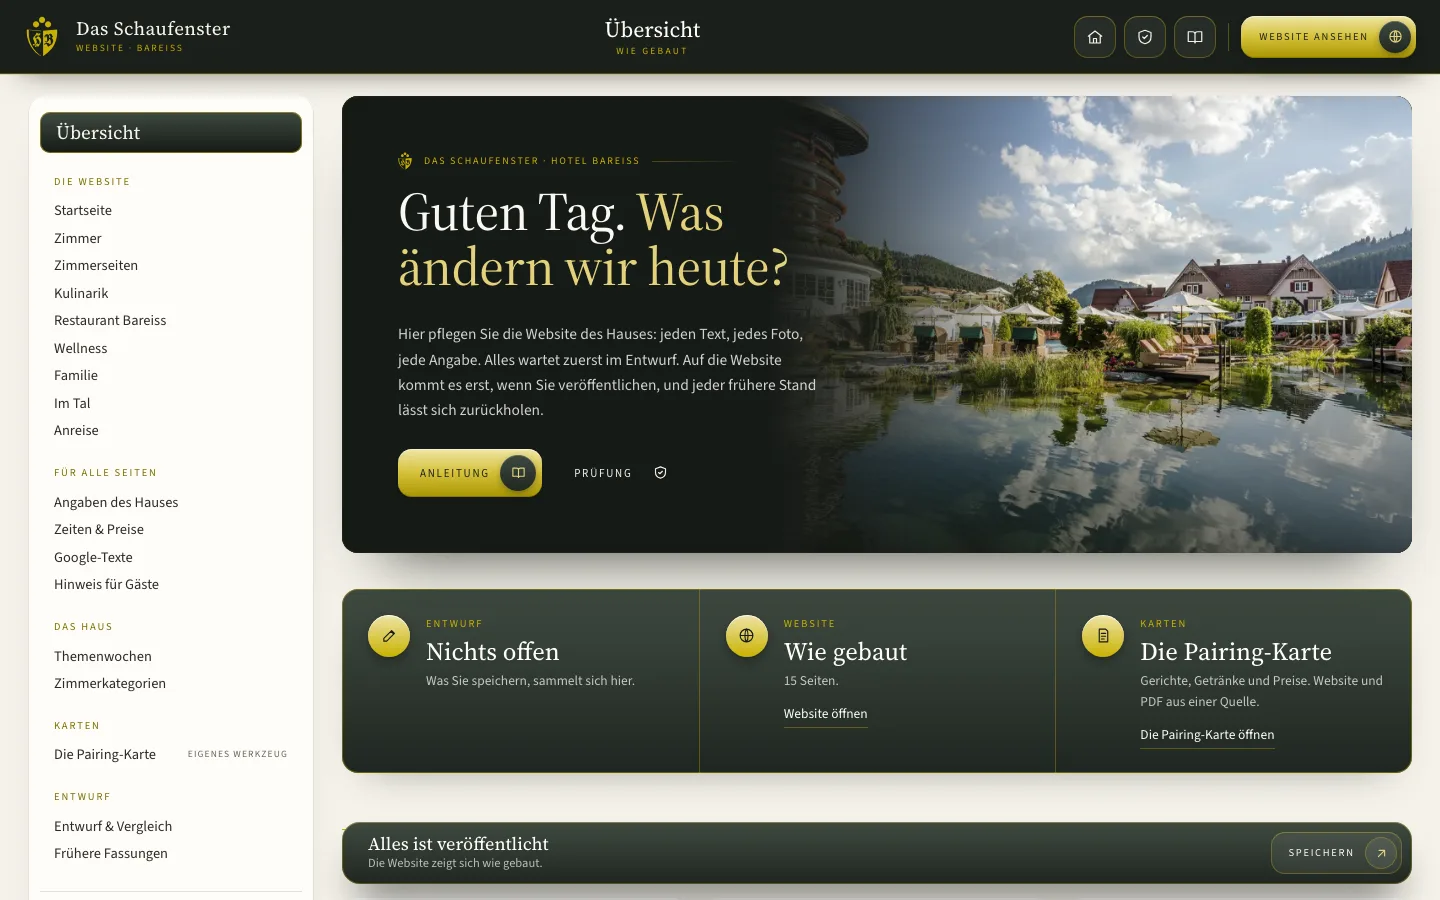 Das Schaufenster
WEBSITE · BAREISS
Übersicht
WIE GEBAUT
WEBSITE ANSEHEN
Übersicht
DIE WEBSITE
Startseite
Zimmer
Zimmerseiten
Kulinarik
Restaurant Bareiss
Wellness
Familie
Im Tal
Anreise
FÜR ALLE SEITEN
Angaben des Hauses
Zeiten & Preise
Google-Texte
Hinweis für Gäste
DAS HAUS
Themenwochen
Zimmerkategorien
KARTEN
Die Pairing-Karte
EIGENES WERKZEUG
ENTWURF
Entwurf & Vergleich
Frühere Fassungen
DAS SCHAUFENSTER · HOTEL BAREISS
Guten Tag. Was
ändern wir heute?
Hier pflegen Sie die Website des Hauses: jeden Text, jedes Foto,
jede Angabe. Alles wartet zuerst im Entwurf. Auf die Website
kommt es erst, wenn Sie veröffentlichen, und jeder frühere Stand
lässt sich zurückholen.
ANLEITUNG
PRÜFUNG
ENTWURF
Nichts offen
Was Sie speichern, sammelt sich hier.
WEBSITE
Wie gebaut
15 Seiten.
Website öffnen
KARTEN
Die Pairing-Karte
Gerichte, Getränke und Preise. Website und
PDF aus einer Quelle.
Die Pairing-Karte öffnen
Alles ist veröffentlicht
Die Website zeigt sich wie gebaut.
SPEICHERN